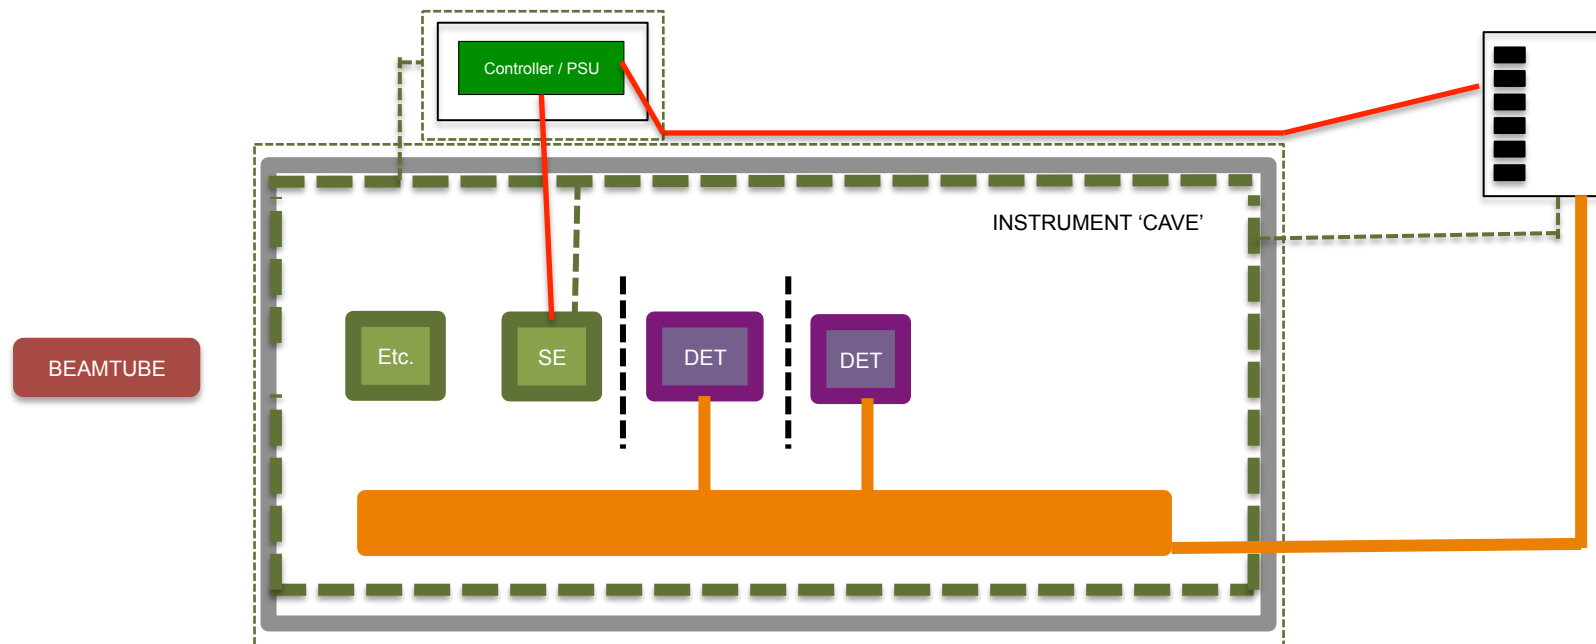 Controller / PSU
INSTRUMENT ‘CAVE’
BEAMTUBE
Etc.
SE
DET
DET